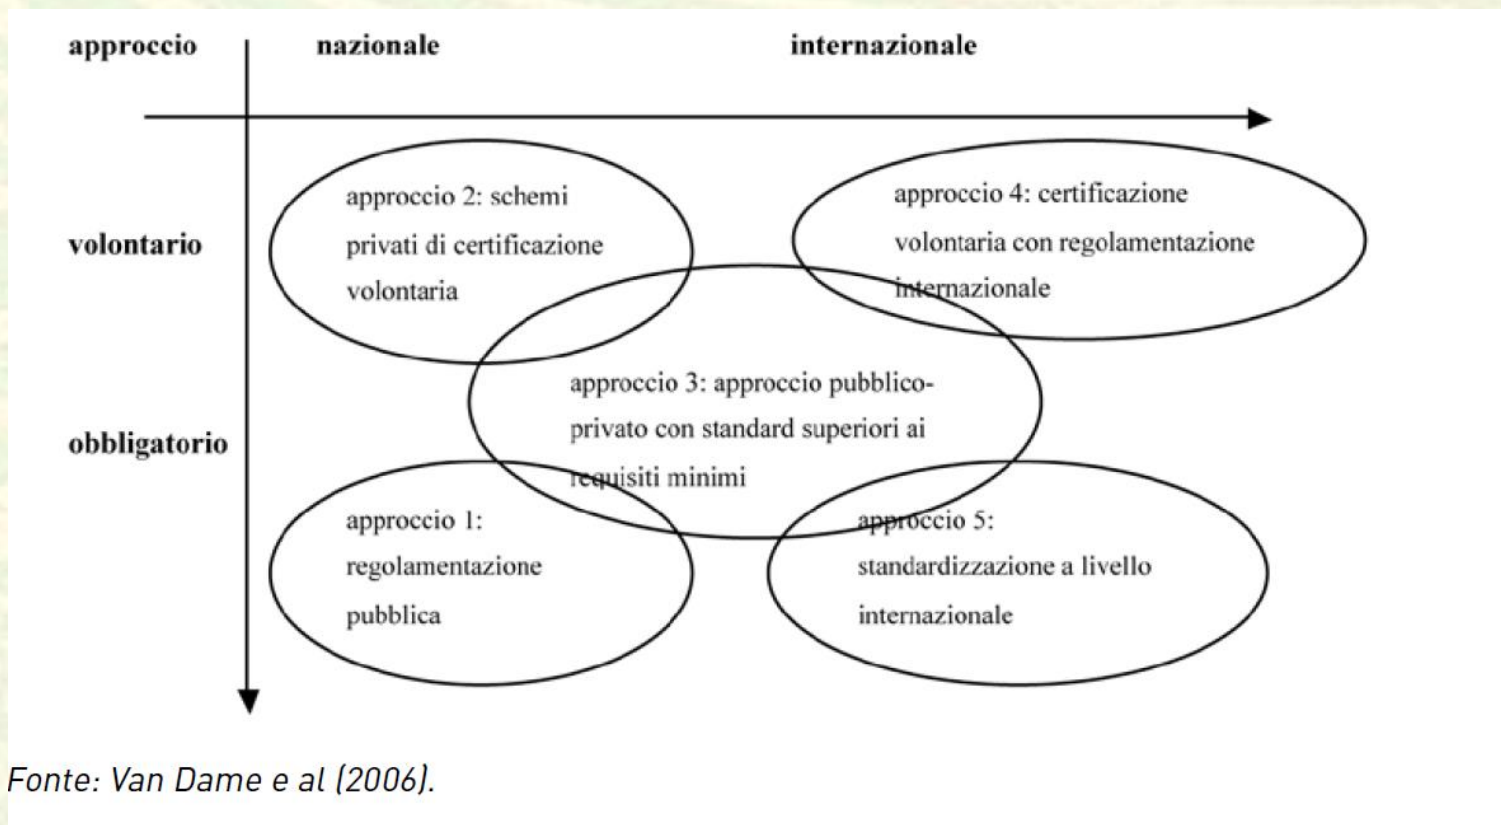 approccio nazionale internazionale
volontario
approccio 2: schemi
privati di certificazione
volontaria
approccio 4: certificazione
volontaria con regolamentazione
internazionale
obbligatorio
approccio 3: approccio pubblico-
privato con standard superiori ai
requisiti minimi
approccio 1:
regolamentazione
pubblica
approccio 5:
standardizzazione a livello
internazionale
Fonte: Van Dame e al (2006).